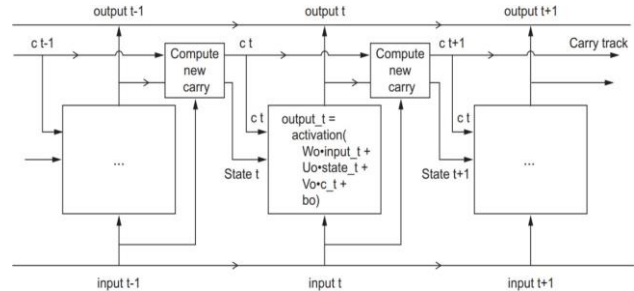 output t-1
output t
output t+1
c t-1
Compute
new
carry
c t
Compute
new
carry
c t+1
Carry track
...
c t
State t
output_t =
activation(
Wo•input_t +
Uo•state_t +
Vo•c_t +
bo)
c t
State t+1
...
input t-1
input t
input t+1